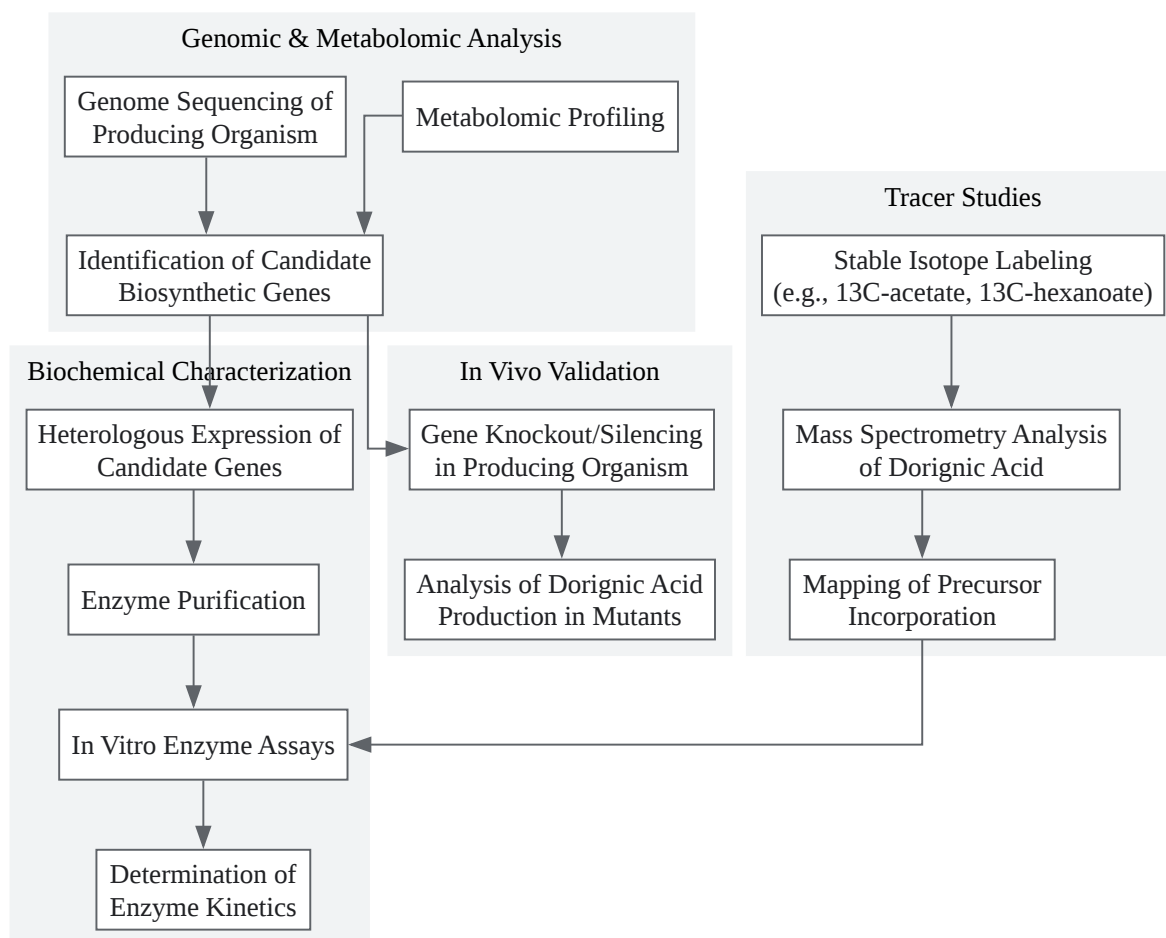 Genomic & Metabolomic Analysis
Genome Sequencing of
Producing Organism
Metabolomic Profiling
Identification of Candidate
Biosynthetic Genes
Tracer Studies
Stable Isotope Labeling
(e.g., 13C-acetate, 13C-hexanoate)
Mass Spectrometry Analysis
of Dorignic Acid
Mapping of Precursor
Incorporation
Biochemical Characterization
Heterologous Expression of
Candidate Genes
Enzyme Purification
In Vitro Enzyme Assays
Determination of
Enzyme Kinetics
In Vivo Validation
Gene Knockout/Silencing
in Producing Organism
Analysis of Dorignic Acid
Production in Mutants